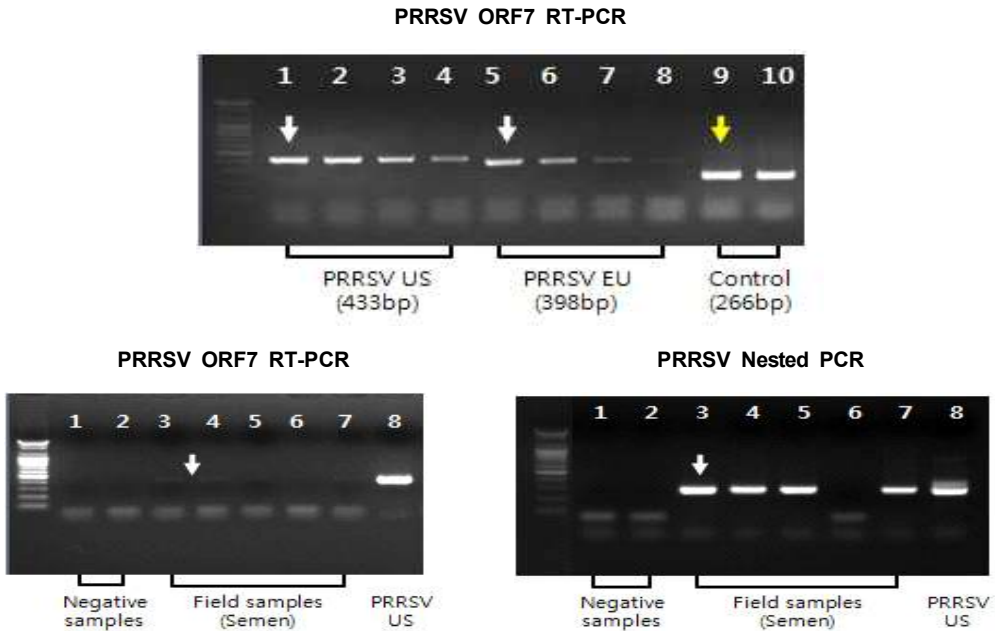 PRRSV ORF7 RT-PCR
1 2 3 4 5 6 7 8 9 10
PRRSV US PRRSV EU Control
(433bp) (398bp) (266bp)
PRRSV ORF7 RT-PCR
1 2 3 4 5 6 7 8
Negative Field samples PRRSV
samples (Semen) US
PRRSV Nested PCR
1 2 3 4 5 6 7 8
Negative Field samples PRRSV
samples (Semen) US